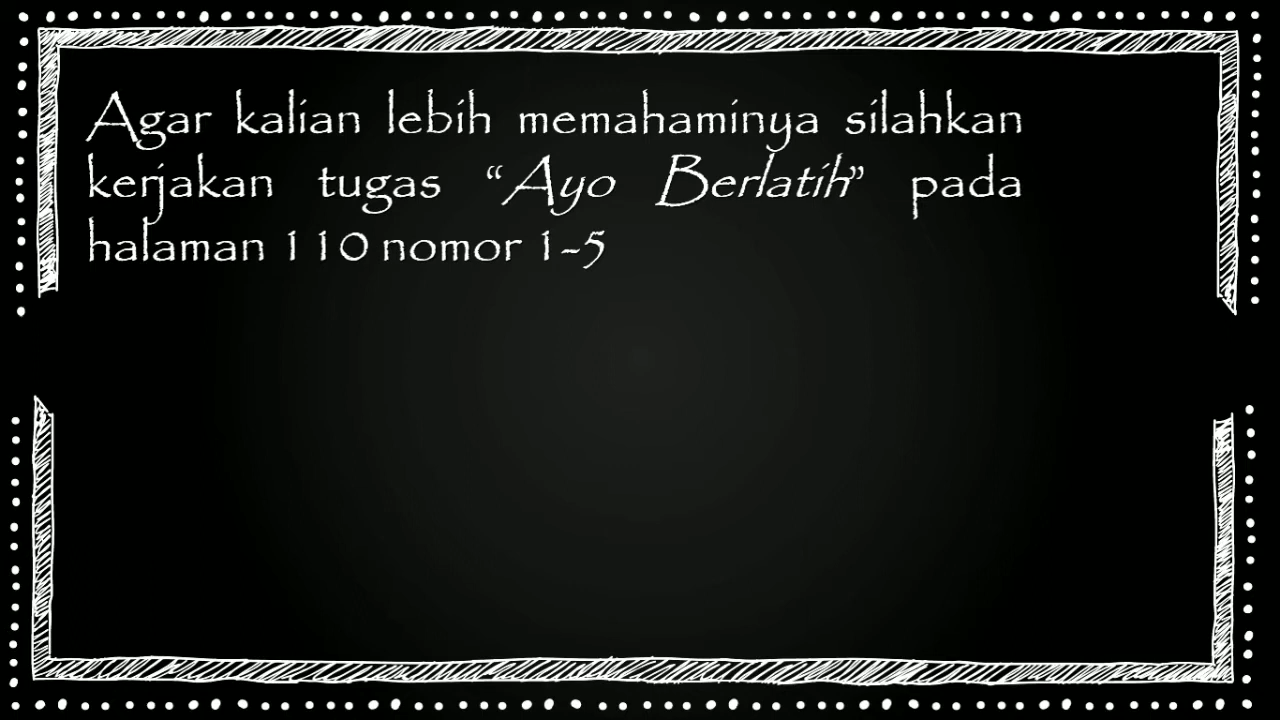 Agar kalian lebih memahaminya silahkan
kerjakan tugas “Ayo Berlatih” pada
halaman 110 nomor 1-5